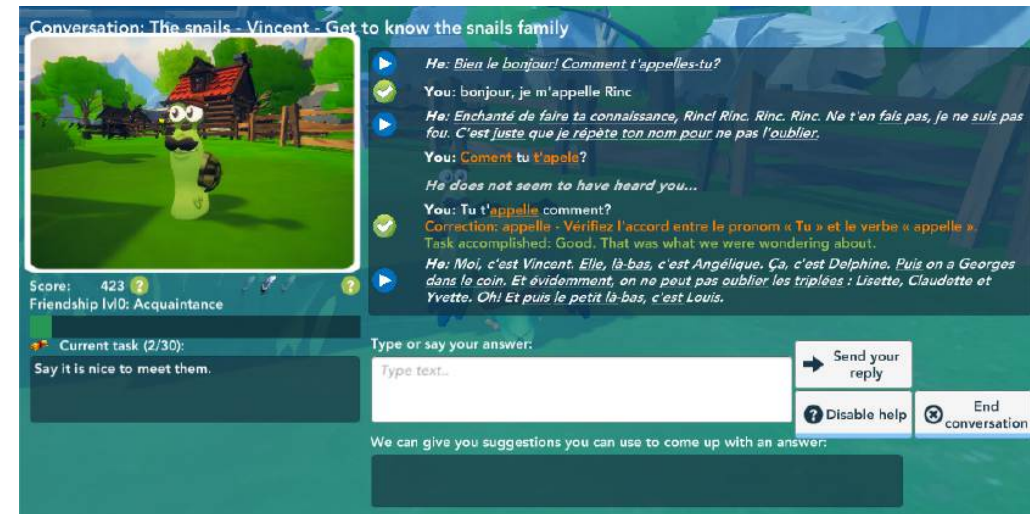 Conversation: The snails - Vincent - Get to know the snails family
He: Bien le bonjour! Comment t'appelles-tu?
You: bonjour, je m'appelle Rinc
He: Enchanté de faire ta connaissance, Rinc! Rinc. Rinc. Rinc. Ne t'en fais pas, je ne suis pas
fou. C'est juste que je répète ton nom pour ne pas l'oublier.
You: Coment tu t'apele?
He does not seem to have heard you...
You: Tu t'appelle comment?
Correction: appelle - Vérifiez l'accord entre le pronom « Tu » et le verbe « appelle ».
Task accomplished: Good. That was what we were wondering about.
He: Moi, c'est Vincent. Elle, là-bas, c'est Angélique. Ça, c'est Delphine. Puis on a Georges
dans le coin. Et évidemment, on ne peut pas oublier les triplées : Lisette, Claudette et
Yvette. Oh! Et puis le petit là-bas, c'est Louis.
Score: 423 ?
?
Friendship lvl0: Acquaintance
Current task (2/30):
Say it is nice to meet them.
Type or say your answer:
Type text..
Send your
reply
? Disable help
End
conversation
We can give you suggestions you can use to come up with an answer: